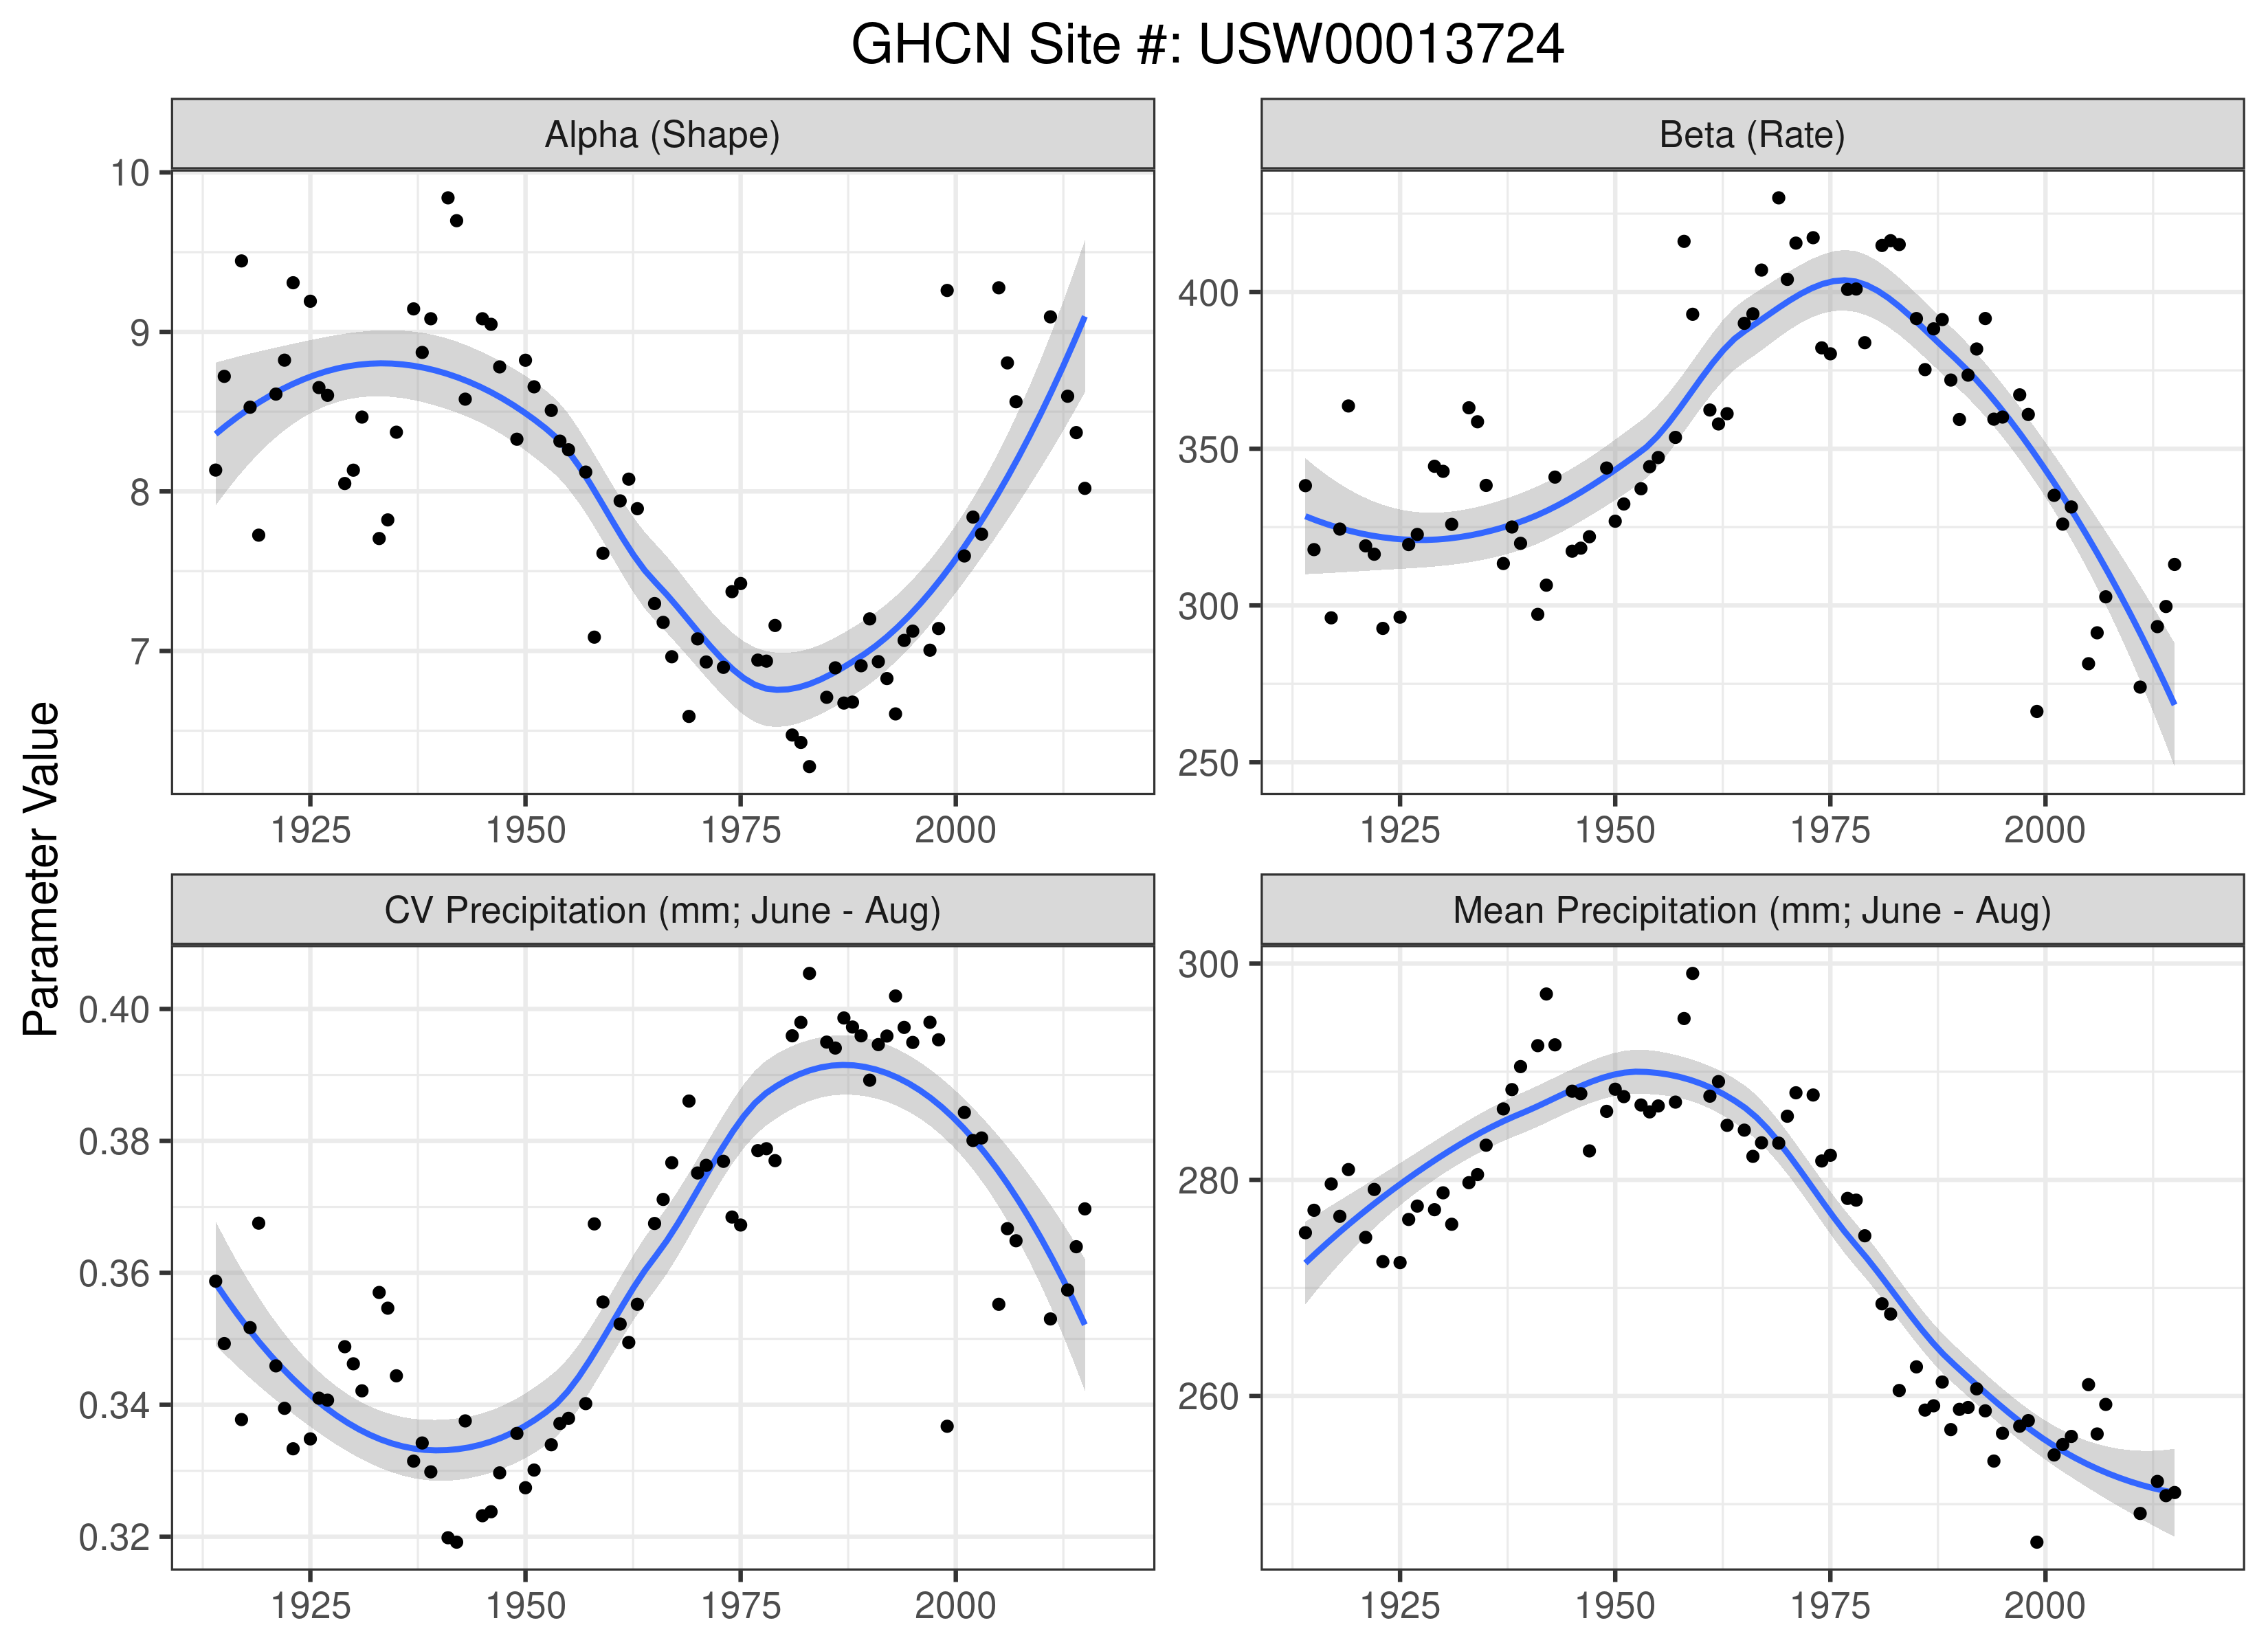 GHCN Site #: USW00013724
Alpha (Shape)
Beta (Rate)
10
9
8
7
400
350
300
250
1925 1950 1975 2000
1925 1950 1975 2000
Parameter Value
CV Precipitation (mm; June - Aug)
Mean Precipitation (mm; June - Aug)
0.40
0.38
0.36
0.34
0.32
300
280
260
1925 1950 1975 2000
1925 1950 1975 2000